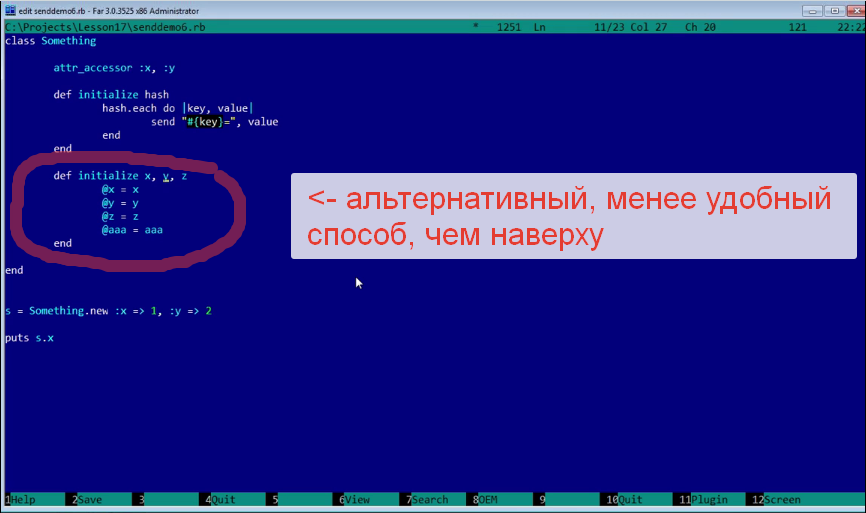 edit senddemo6.rb - Far 3.0.3525 x86 Administrator
C:\Projects\Lesson17\senddemo6.rb * 1251 Ln 11/23 Col 27 Ch 20 121 22:22
class Something
attr_accessor :x, :y
def initialize hash
hash.each do |key, value|
send "#{key}=", value
end
end
def initialize x, y, z
@x = x
@y = y
@z = z
@aaa = aaa
end
end
<- альтернативный, менее удобный
способ, чем наверху
s = Something.new :x => 1, :y => 2
puts s.x
1Help 2Save 3 4Quit 5 6View 7Search 8OEM 9 10Quit 11Plugin 12Screen